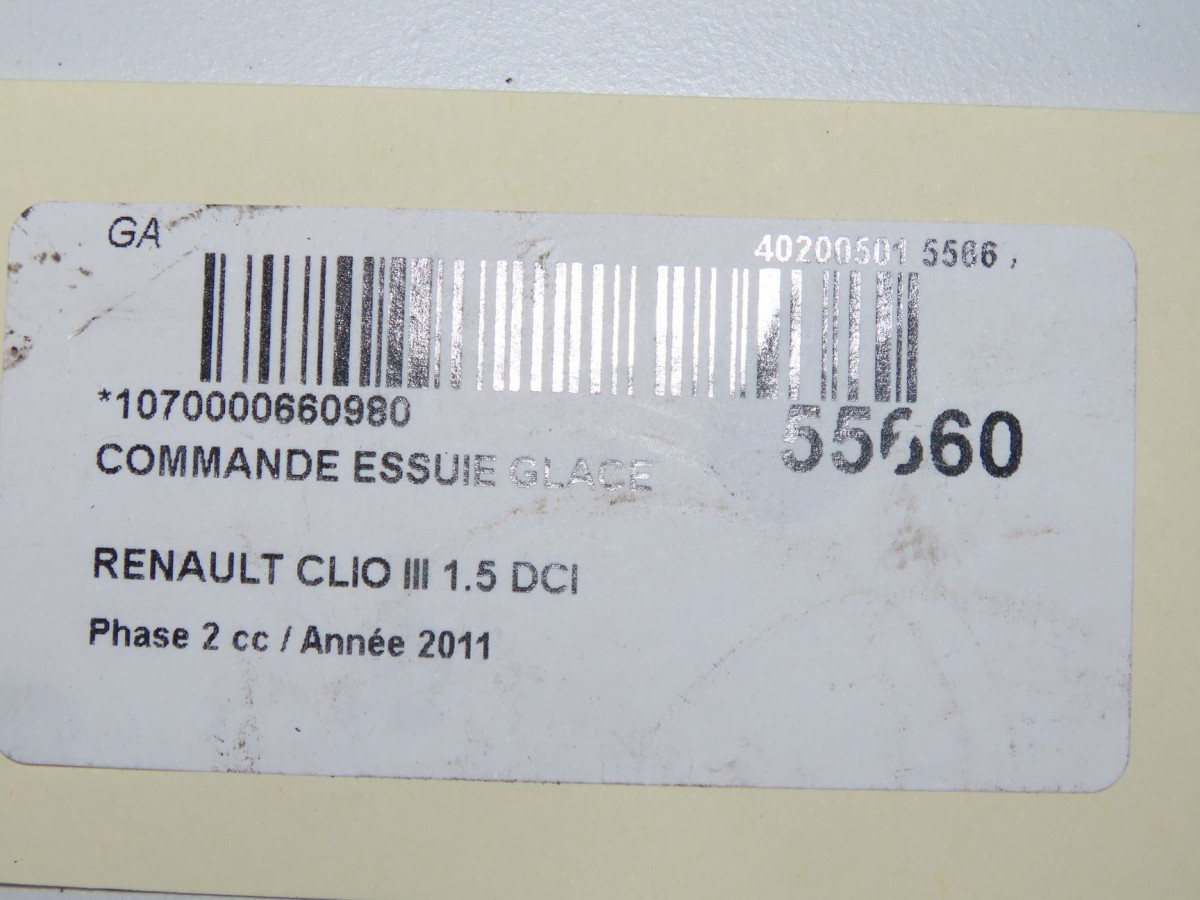 GA
40200501 5566 ,
*1070000660980
55660
COMMANDE ESSUIE GLACE
RENAULT CLIO III 1.5 DCI
Phase 2 cc / Année 2011